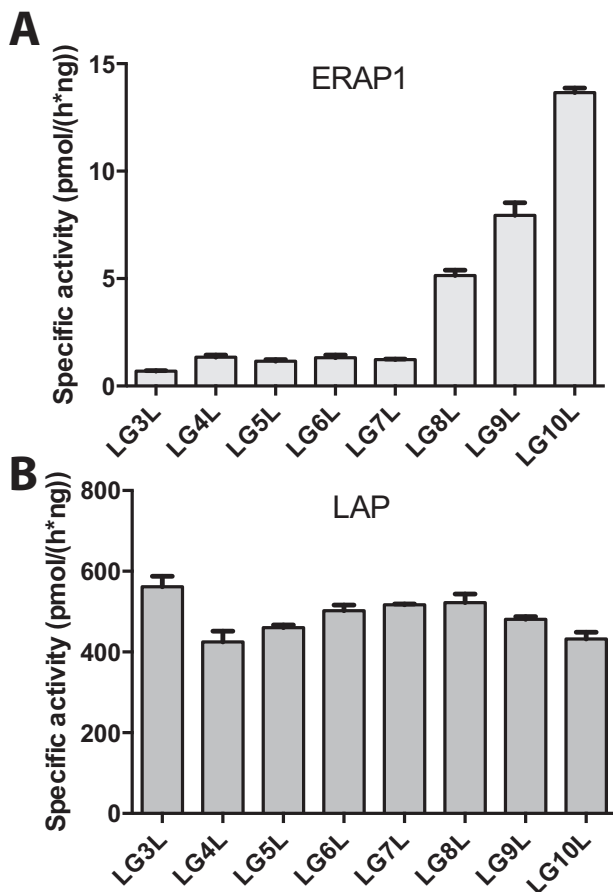 A
ERAP1
Specific activity (pmol/(h*ng))
15
10
5
0
LG3L
LG4L
LG5L
LG6L
LG7L
LG8L
LG9L
LG10L
B
LAP
Specific activity (pmol/(h*ng))
800
600
400
200
0
LG3L
LG4L
LG5L
LG6L
LG7L
LG8L
LG9L
LG10L